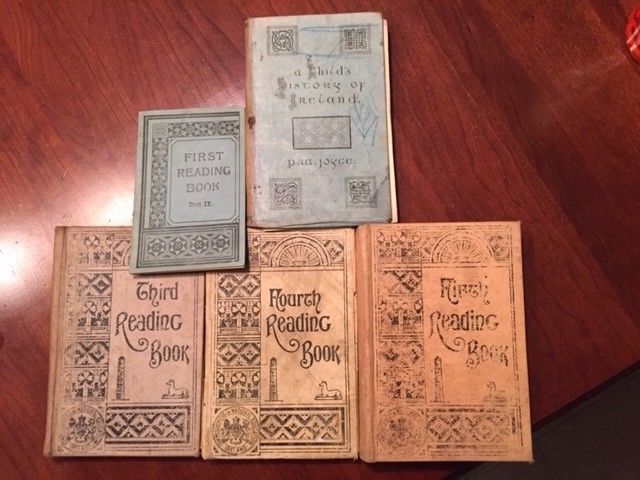 a Child's
History of
Ireland.
P.W. Joyce.
FIRST
READING
BOOK
Part II.
Third
Reading
Book
Fourth
Reading
Book
Fifth
Reading
Book